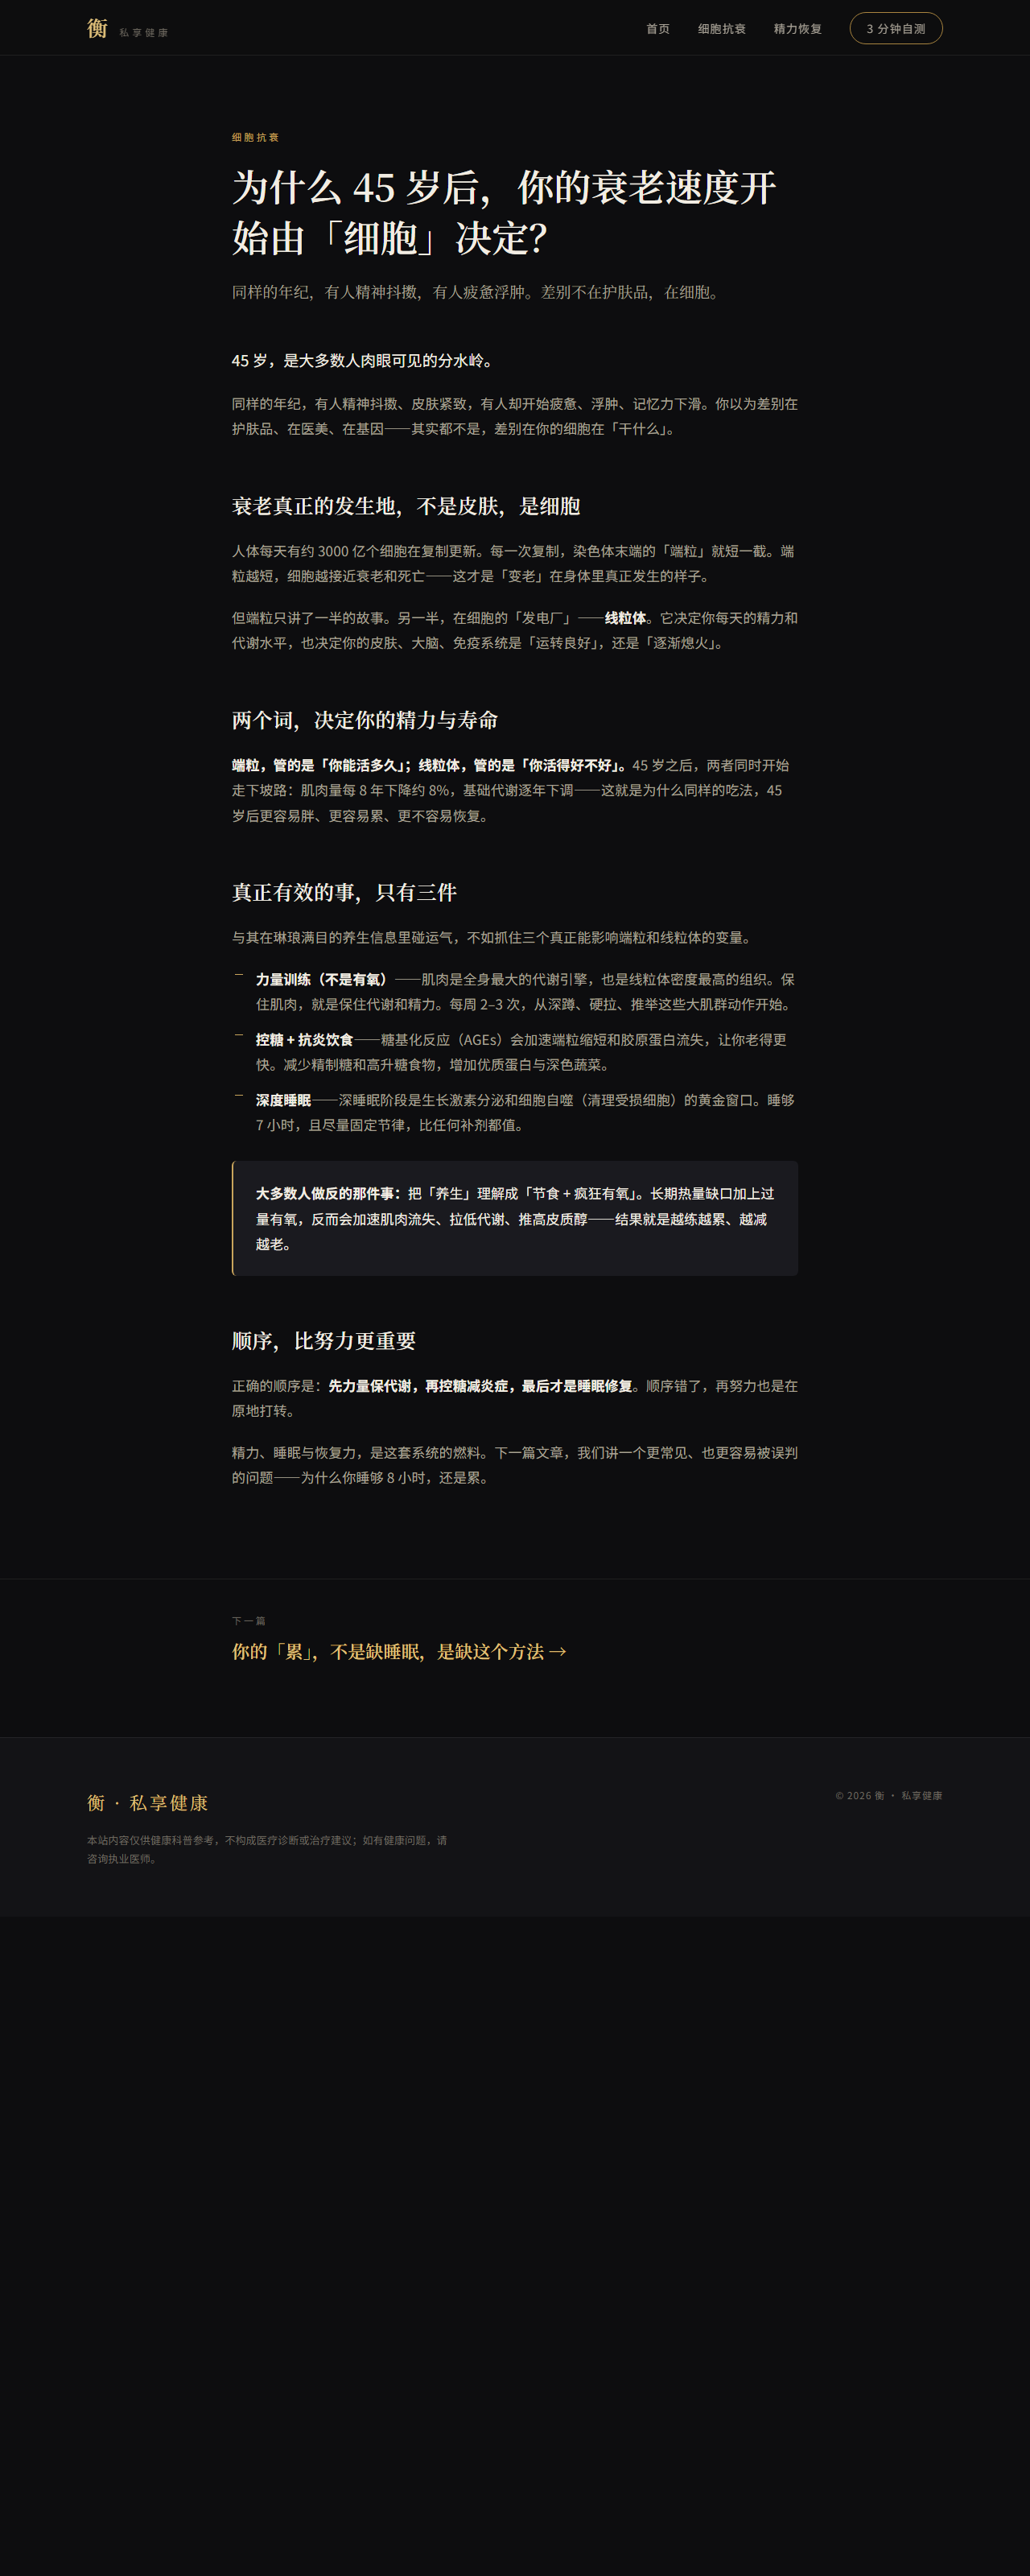 衡 私享健康
首页 细胞抗衰 精力恢复 3 分钟自测
细胞抗衰
为什么 45 岁后，你的衰老速度开
始由「细胞」决定？
同样的年纪，有人精神抖擞，有人疲惫浮肿。差别不在护肤品，在细胞。
45 岁，是大多数人肉眼可见的分水岭。
同样的年纪，有人精神抖擞、皮肤紧致，有人却开始疲惫、浮肿、记忆力下滑。你以为差别在
护肤品、在医美、在基因——其实都不是，差别在你的细胞在「干什么」。
衰老真正的发生地，不是皮肤，是细胞
人体每天有约 3000 亿个细胞在复制更新。每一次复制，染色体末端的「端粒」就短一截。端
粒越短，细胞越接近衰老和死亡——这才是「变老」在身体里真正发生的样子。
但端粒只讲了一半的故事。另一半，在细胞的「发电厂」——线粒体。它决定你每天的精力和
代谢水平，也决定你的皮肤、大脑、免疫系统是「运转良好」，还是「逐渐熄火」。
两个词，决定你的精力与寿命
端粒，管的是「你能活多久」；线粒体，管的是「你活得好不好」。45 岁之后，两者同时开始
走下坡路：肌肉量每 8 年下降约 8%，基础代谢逐年下调——这就是为什么同样的吃法，45
岁后更容易胖、更容易累、更不容易恢复。
真正有效的事，只有三件
与其在琳琅满目的养生信息里碰运气，不如抓住三个真正能影响端粒和线粒体的变量。
— 力量训练（不是有氧）——肌肉是全身最大的代谢引擎，也是线粒体密度最高的组织。保
住肌肉，就是保住代谢和精力。每周 2–3 次，从深蹲、硬拉、推举这些大肌群动作开始。
— 控糖 + 抗炎饮食——糖基化反应（AGEs）会加速端粒缩短和胶原蛋白流失，让你老得更
快。减少精制糖和高升糖食物，增加优质蛋白与深色蔬菜。
— 深度睡眠——深睡眠阶段是生长激素分泌和细胞自噬（清理受损细胞）的黄金窗口。睡够
7 小时，且尽量固定节律，比任何补剂都值。
大多数人做反的那件事：把「养生」理解成「节食 + 疯狂有氧」。长期热量缺口加上过
量有氧，反而会加速肌肉流失、拉低代谢、推高皮质醇——结果就是越练越累、越减
越老。
顺序，比努力更重要
正确的顺序是：先力量保代谢，再控糖减炎症，最后才是睡眠修复。顺序错了，再努力也是在
原地打转。
精力、睡眠与恢复力，是这套系统的燃料。下一篇文章，我们讲一个更常见、也更容易被误判
的问题——为什么你睡够 8 小时，还是累。
下一篇
你的「累」，不是缺睡眠，是缺这个方法 →
衡 · 私享健康
© 2026 衡 · 私享健康
本站内容仅供健康科普参考，不构成医疗诊断或治疗建议；如有健康问题，请
咨询执业医师。